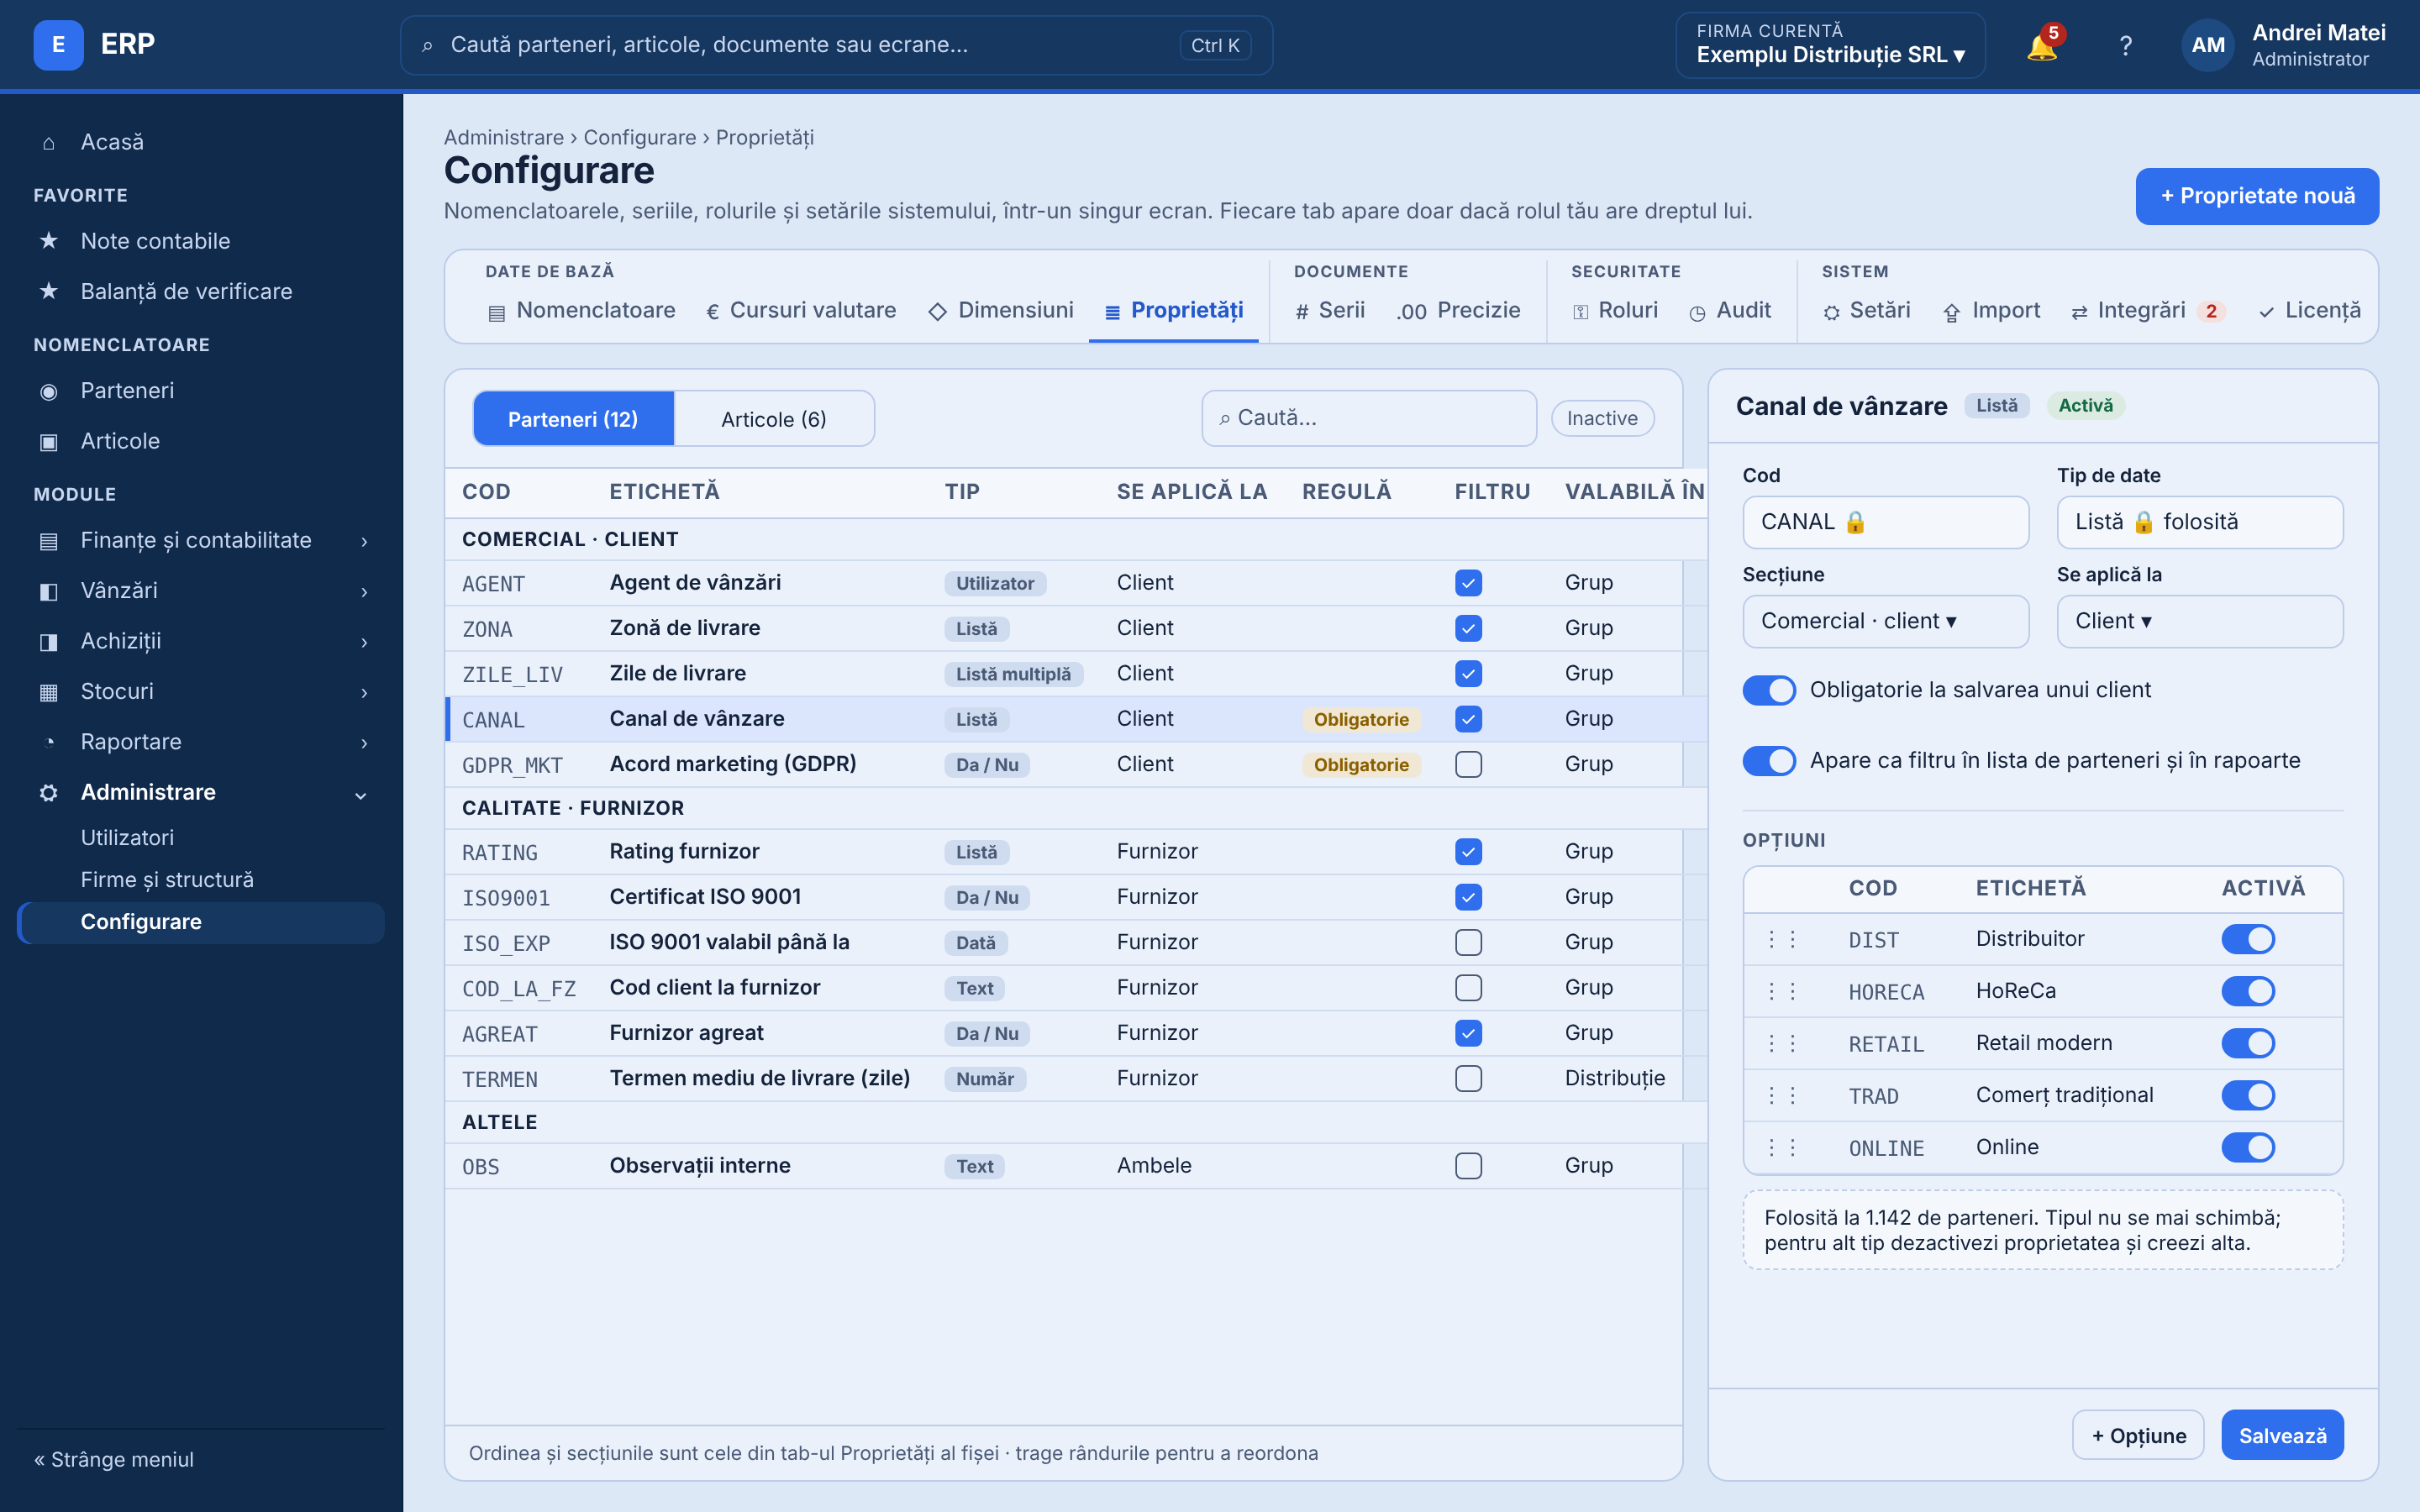 E ERP
Caută parteneri, articole, documente sau ecrane... Ctrl K
FIRMA CURENTĂ
Exemplu Distribuție SRL ▾
5
?
AM
Andrei Matei
Administrator
Acasă
FAVORITE
Note contabile
Balanță de verificare
NOMENCLATOARE
Parteneri
Articole
MODULE
Finanțe și contabilitate ›
Vânzări ›
Achiziții ›
Stocuri ›
Raportare ›
Administrare
Utilizatori
Firme și structură
Configurare
« Strânge meniul
Administrare › Configurare › Proprietăți
Configurare
Nomenclatoarele, seriile, rolurile și setările sistemului, într-un singur ecran. Fiecare tab apare doar dacă rolul tău are dreptul lui.
+ Proprietate nouă
DATE DE BAZĂ
Nomenclatoare € Cursuri valutare Dimensiuni Proprietăți
DOCUMENTE
# Serii .00 Precizie
SECURITATE
Roluri Audit
SISTEM
Setări Import Integrări 2 Licență
Parteneri (12) Articole (6) Caută... Inactive
COD ETICHETĂ TIP SE APLICĂ LA REGULĂ FILTRU VALABILĂ ÎN
COMERCIAL · CLIENT
AGENT Agent de vânzări Utilizator Client Grup
ZONA Zonă de livrare Listă Client Grup
ZILE_LIV Zile de livrare Listă multiplă Client Grup
CANAL Canal de vânzare Listă Client Obligatorie Grup
GDPR_MKT Acord marketing (GDPR) Da / Nu Client Obligatorie Grup
CALITATE · FURNIZOR
RATING Rating furnizor Listă Furnizor Grup
ISO9001 Certificat ISO 9001 Da / Nu Furnizor Grup
ISO_EXP ISO 9001 valabil până la Dată Furnizor Grup
COD_LA_FZ Cod client la furnizor Text Furnizor Grup
AGREAT Furnizor agreat Da / Nu Furnizor Grup
TERMEN Termen mediu de livrare (zile) Număr Furnizor Distribuție
ALTELE
OBS Observații interne Text Ambele Grup
Ordinea și secțiunile sunt cele din tab-ul Proprietăți al fișei · trage rândurile pentru a reordona
Canal de vânzare Listă Activă
Cod Tip de date
CANAL 🔒 Listă 🔒 folosită
Secțiune Se aplică la
Comercial · client ▾ Client ▾
Obligatorie la salvarea unui client
Apare ca filtru în lista de parteneri și în rapoarte
OPȚIUNI
COD ETICHETĂ ACTIVĂ
DIST Distribuitor
HORECA HoReCa
RETAIL Retail modern
TRAD Comerț tradițional
ONLINE Online
Folosită la 1.142 de parteneri. Tipul nu se mai schimbă;
pentru alt tip dezactivezi proprietatea și creezi alta.
+ Opțiune Salvează